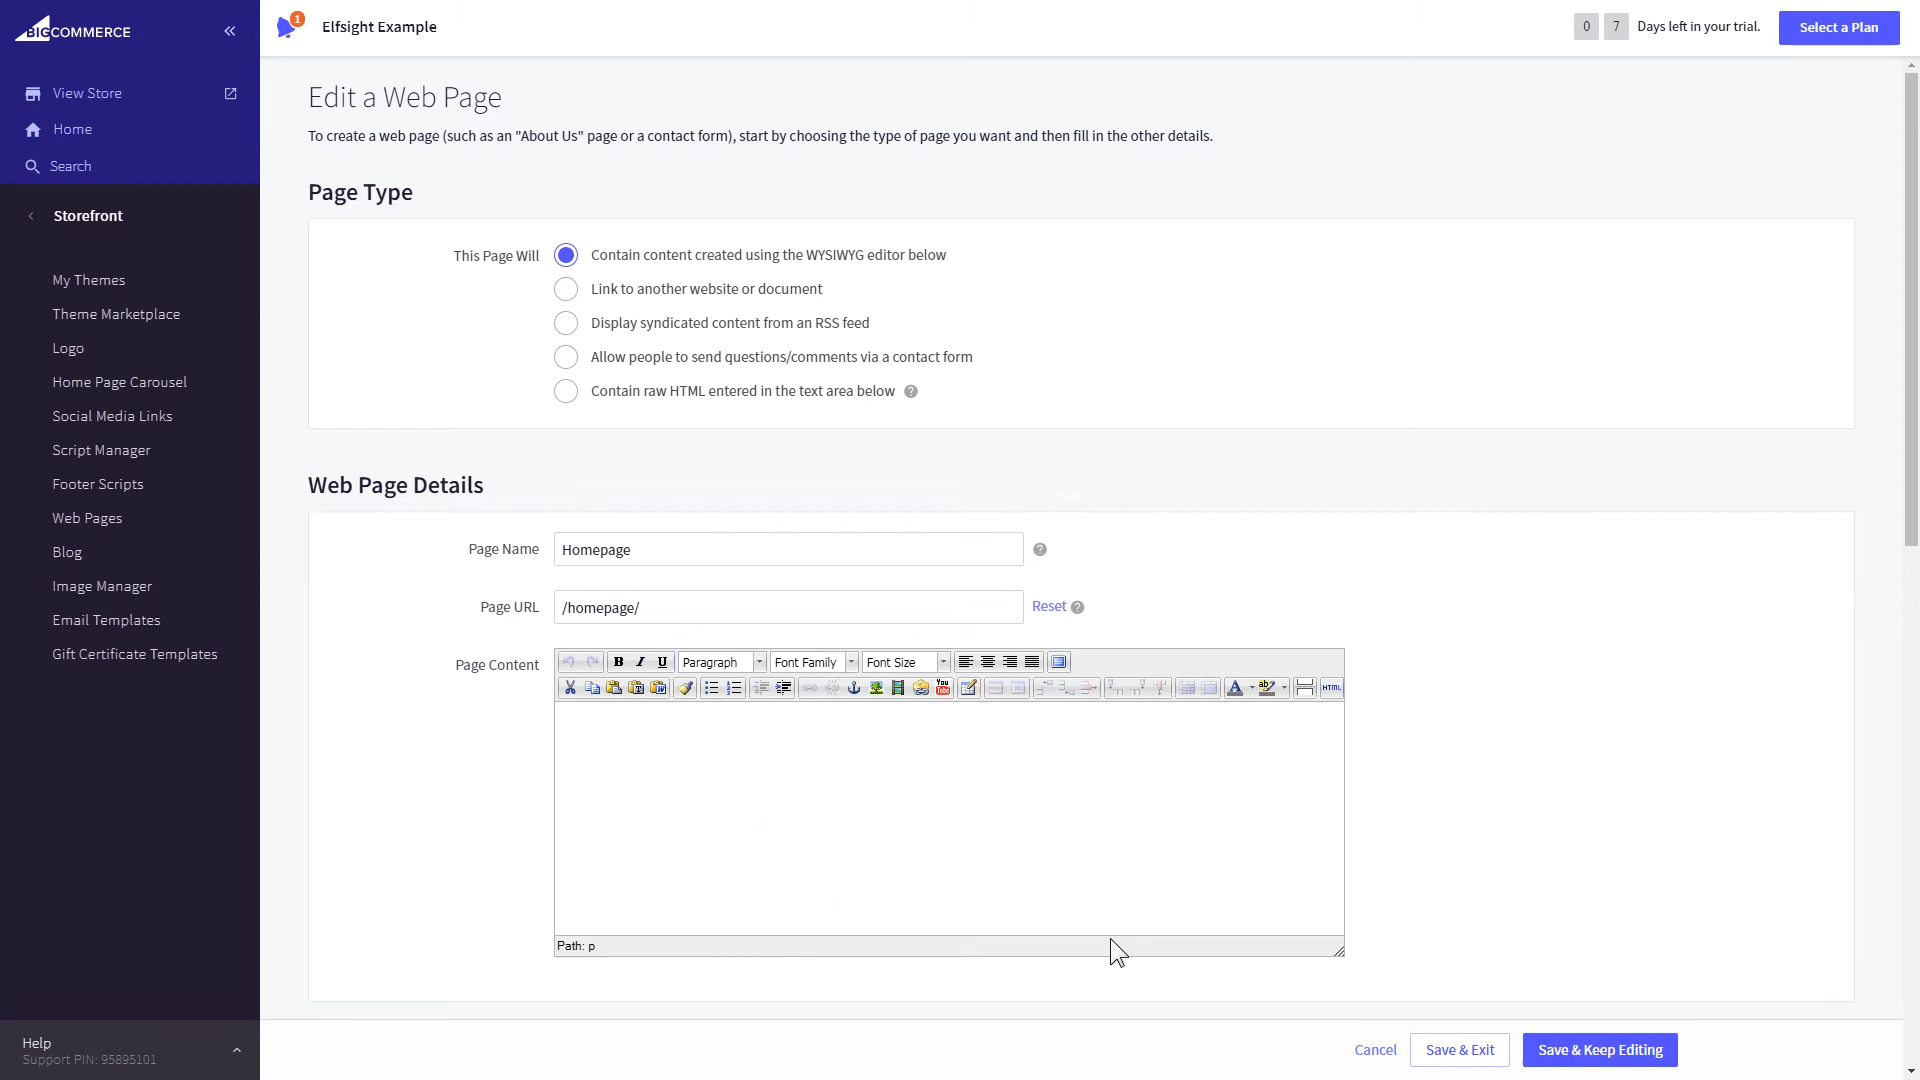 BIGCOMMERCE
1
Elfsight Example
0 7 Days left in your trial.
Select a Plan
View Store
Home
Search
Storefront
My Themes
Theme Marketplace
Logo
Home Page Carousel
Social Media Links
Script Manager
Footer Scripts
Web Pages
Blog
Image Manager
Email Templates
Gift Certificate Templates
Help
Support PIN: 95895101
Edit a Web Page
To create a web page (such as an "About Us" page or a contact form), start by choosing the type of page you want and then fill in the other details.
Page Type
This Page Will
Contain content created using the WYSIWYG editor below
Link to another website or document
Display syndicated content from an RSS feed
Allow people to send questions/comments via a contact form
Contain raw HTML entered in the text area below ?
Web Page Details
Page Name Homepage ?
Page URL /homepage/ Reset ?
Page Content
B I U Paragraph Font Family Font Size
You Tube A ab HTML
Path: p
Cancel
Save & Exit
Save & Keep Editing